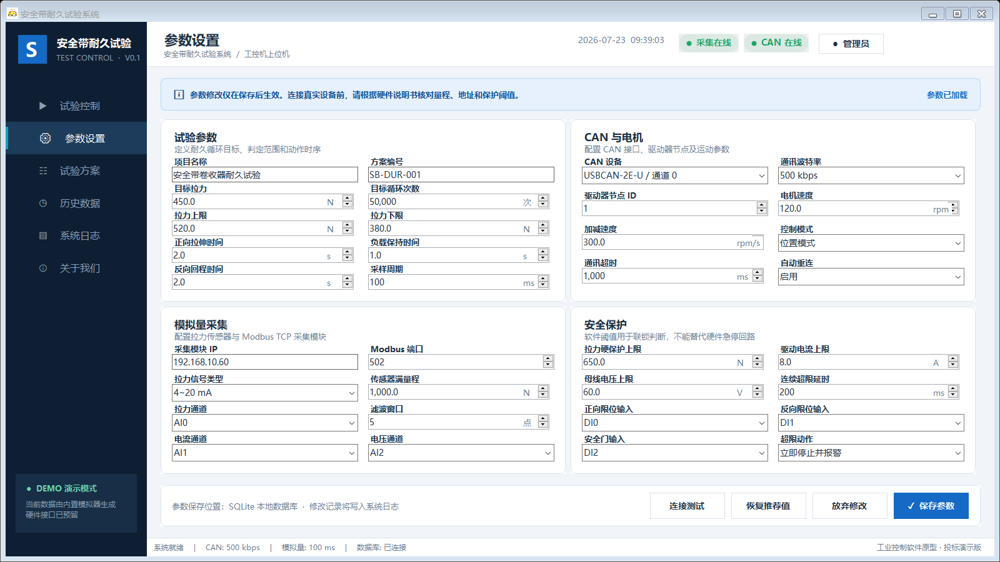 安全带耐久试验系统
S
安全带耐久试验
TEST CONTROL · V0.1
试验控制
参数设置
试验方案
历史数据
系统日志
关于我们
● DEMO 演示模式
当前数据由内置模拟器生成
硬件接口已预留
参数设置
安全带耐久试验系统 / 工控机上位机
2026-07-23 09:39:03
● 采集在线
● CAN 在线
● 管理员
参数修改仅在保存后生效。连接真实设备前，请根据硬件说明书核对量程、地址和保护阈值。
参数已加载
试验参数
定义耐久循环目标、判定范围和动作时序
项目名称 方案编号
安全带卷收器耐久试验 SB-DUR-001
目标拉力 目标循环次数
450.0 N 50,000 次
拉力上限 拉力下限
520.0 N 380.0 N
正向拉伸时间 负载保持时间
2.0 s 1.0 s
反向回程时间 采样周期
2.0 s 100 ms
CAN 与电机
配置 CAN 接口、驱动器节点及运动参数
CAN 设备 通讯波特率
USBCAN-2E-U / 通道 0 500 kbps
驱动器节点 ID 电机速度
1 120.0 rpm
加减速度 控制模式
300.0 rpm/s 位置模式
通讯超时 自动重连
1,000 ms 启用
模拟量采集
配置拉力传感器与 Modbus TCP 采集模块
采集模块 IP Modbus 端口
192.168.10.60 502
拉力信号类型 传感器满量程
4~20 mA 1,000.0 N
拉力通道 滤波窗口
AI0 5 点
电流通道 电压通道
AI1 AI2
安全保护
软件阈值用于联锁判断，不能替代硬件急停回路
拉力硬保护上限 驱动电流上限
650.0 N 8.0 A
母线电压上限 连续超限延时
60.0 V 200 ms
正向限位输入 反向限位输入
DI0 DI1
安全门输入 超限动作
DI2 立即停止并报警
参数保存位置：SQLite 本地数据库 · 修改记录将写入系统日志
连接测试
恢复推荐值
放弃修改
✓ 保存参数
系统就绪 | CAN: 500 kbps | 模拟量: 100 ms | 数据库: 已连接
工业控制软件原型 · 投标演示版